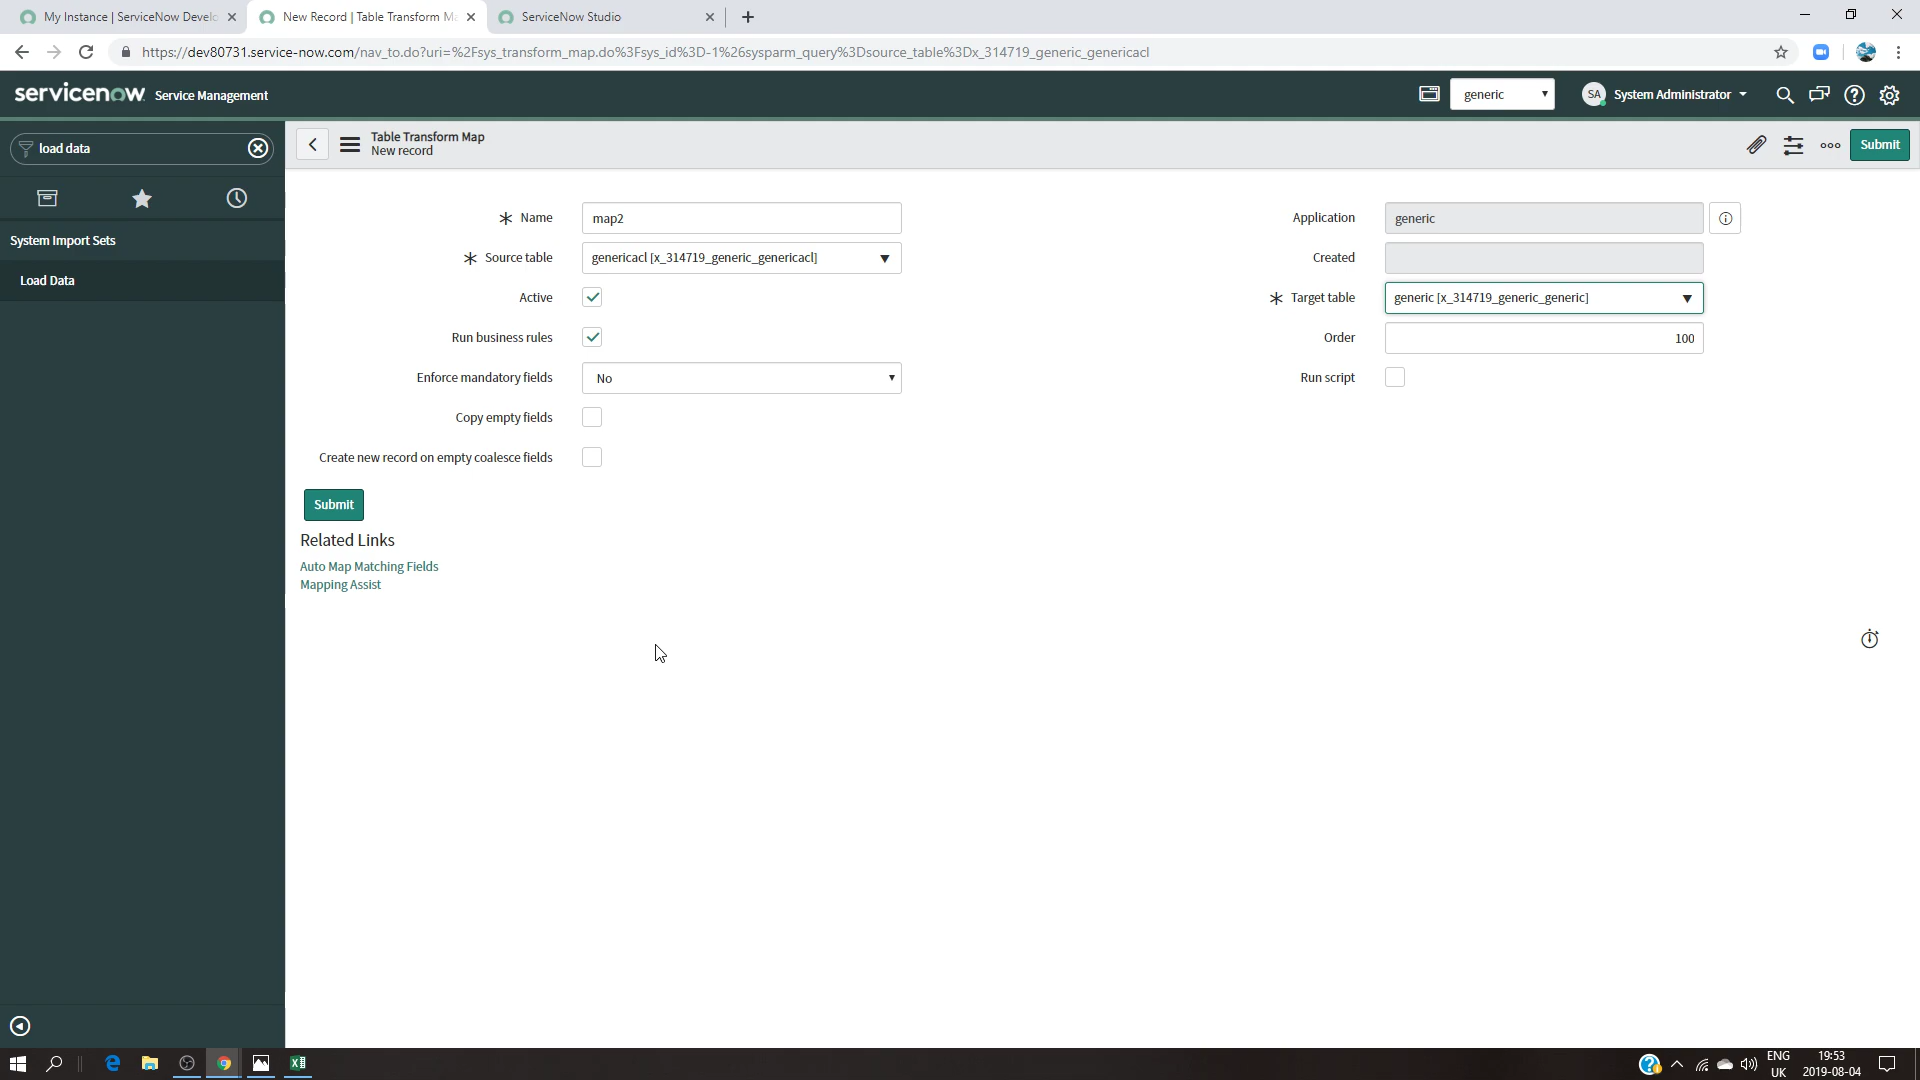 My Instance | ServiceNow Develo
New Record | Table Transform Ma
ServiceNow Studio
https://dev80731.service-now.com/nav_to.do?uri=%2Fsys_transform_map.do%3Fsys_id%3D-1%26sysparm_query%3Dsource_table%3Dx_314719_generic_genericacl
servicenow Service Management
generic
SA System Administrator
load data
Table Transform Map
New record
Submit
System Import Sets
Load Data
Name
map2
Application
generic
Source table
genericacl [x_314719_generic_genericacl]
Created
Active
Target table
generic [x_314719_generic_generic]
Run business rules
Order
100
Enforce mandatory fields
No
Run script
Copy empty fields
Create new record on empty coalesce fields
Submit
Related Links
Auto Map Matching Fields
Mapping Assist
ENG
UK
19:53
2019-08-04